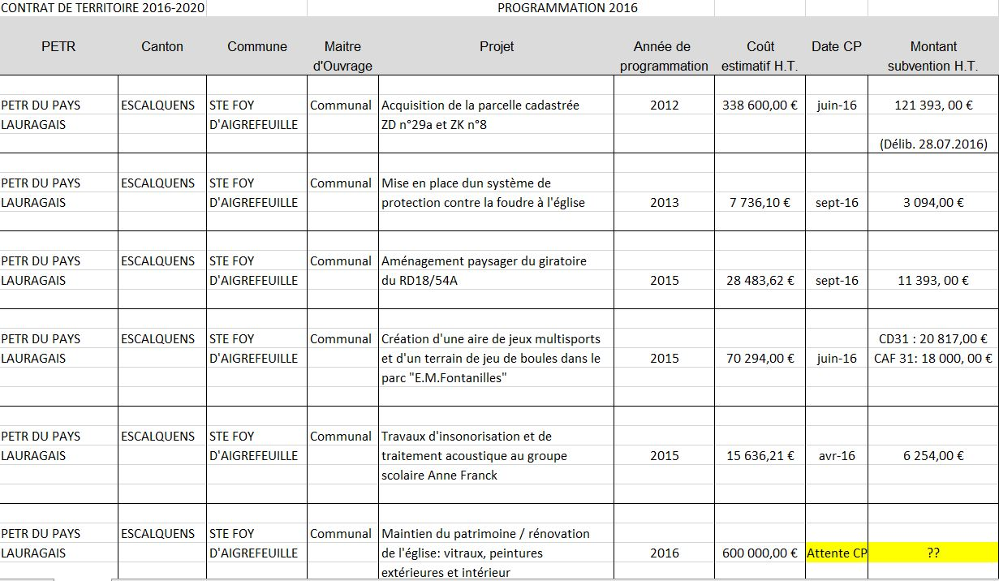 CONTRAT DE TERRITOIRE 2016-2020 PROGRAMMATION 2016
PETR Canton Commune Maitre Projet Année de Coût Date CP Montant
d'Ouvrage programmation estimatif H.T. subvention H.T.
PETR DU PAYS ESCALQUENS STE FOY Communal Acquisition de la parcelle cadastrée 2012 338 600,00 € juin-16 121 393, 00 €
LAURAGAIS D'AIGREFEUILLE ZD n°29a et ZK n°8
(Délib. 28.07.2016)
PETR DU PAYS ESCALQUENS STE FOY Communal Mise en place dun système de
LAURAGAIS D'AIGREFEUILLE protection contre la foudre à l'église 2013 7 736,10 € sept-16 3 094,00 €
PETR DU PAYS ESCALQUENS STE FOY Communal Aménagement paysager du giratoire
LAURAGAIS D'AIGREFEUILLE du RD18/54A 2015 28 483,62 € sept-16 11 393, 00 €
PETR DU PAYS ESCALQUENS STE FOY Communal Création d'une aire de jeux multisports CD31 : 20 817,00 €
LAURAGAIS D'AIGREFEUILLE et d'un terrain de jeu de boules dans le 2015 70 294,00 € juin-16 CAF 31: 18 000, 00 €
parc "E.M.Fontanilles"
PETR DU PAYS ESCALQUENS STE FOY Communal Travaux d'insonorisation et de
LAURAGAIS D'AIGREFEUILLE traitement acoustique au groupe 2015 15 636,21 € avr-16 6 254,00 €
scolaire Anne Franck
PETR DU PAYS ESCALQUENS STE FOY Communal Maintien du patrimoine / rénovation
LAURAGAIS D'AIGREFEUILLE de l'église: vitraux, peintures 2016 600 000,00 € Attente CP ??
extérieures et intérieur